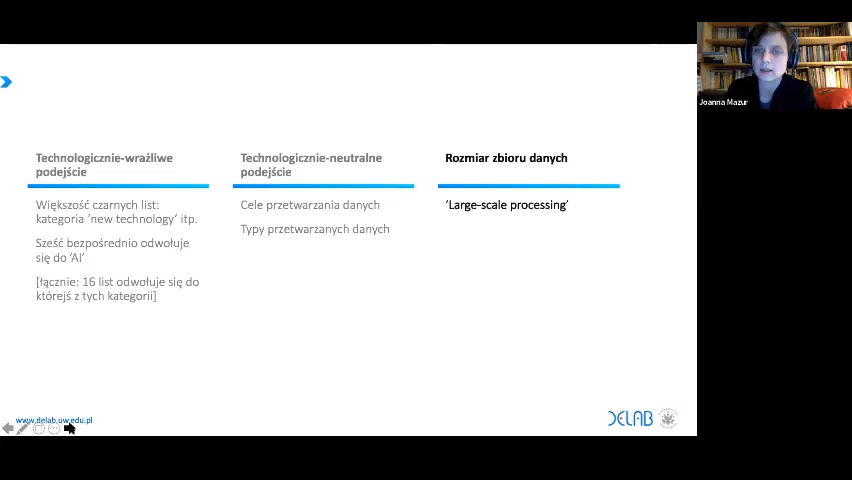 Joanna Mazur
Technologicznie-wrażliwe
podejście
Większość czarnych list:
kategoria ‘new technology’ itp.
Sześć bezpośrednio odwołuje
się do ‘AI’
[łącznie: 16 list odwołuje się do
którejś z tych kategorii]
Technologicznie-neutralne
podejście
Cele przetwarzania danych
Typy przetwarzanych danych
Rozmiar zbioru danych
‘Large-scale processing’
www.delab.uw.edu.pl
DELAB